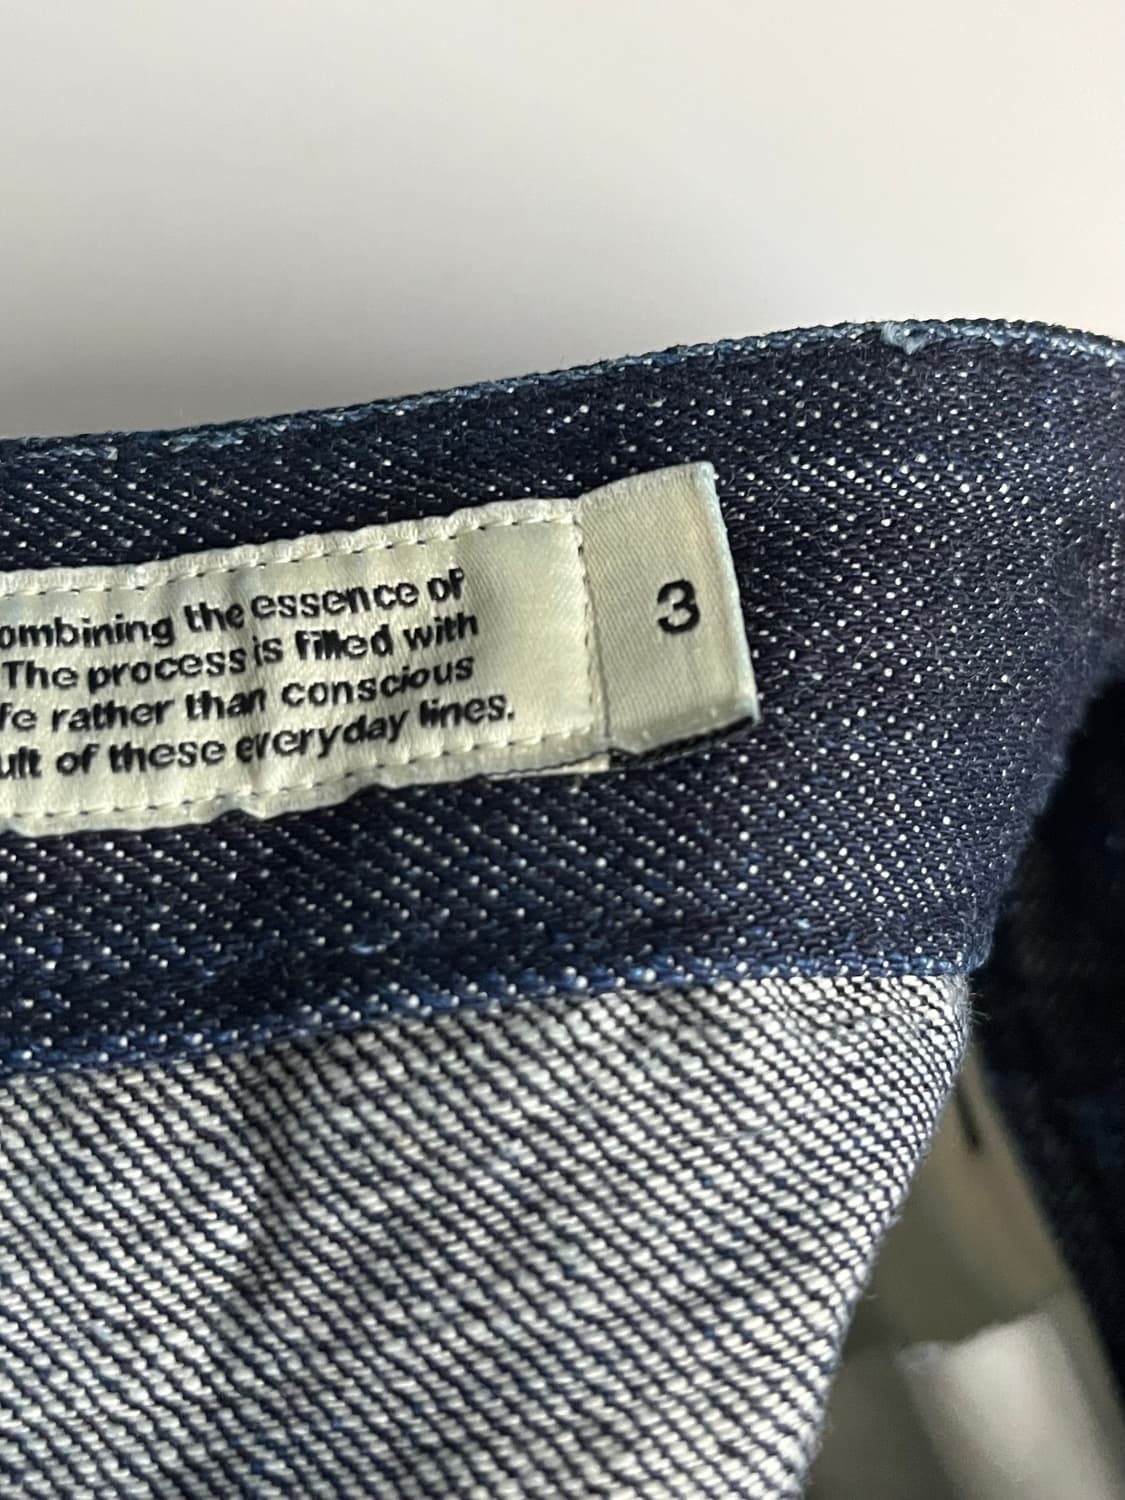 ombining the essence of
The process is filled with
fe rather than conscious
ult of these everyday lines.
3